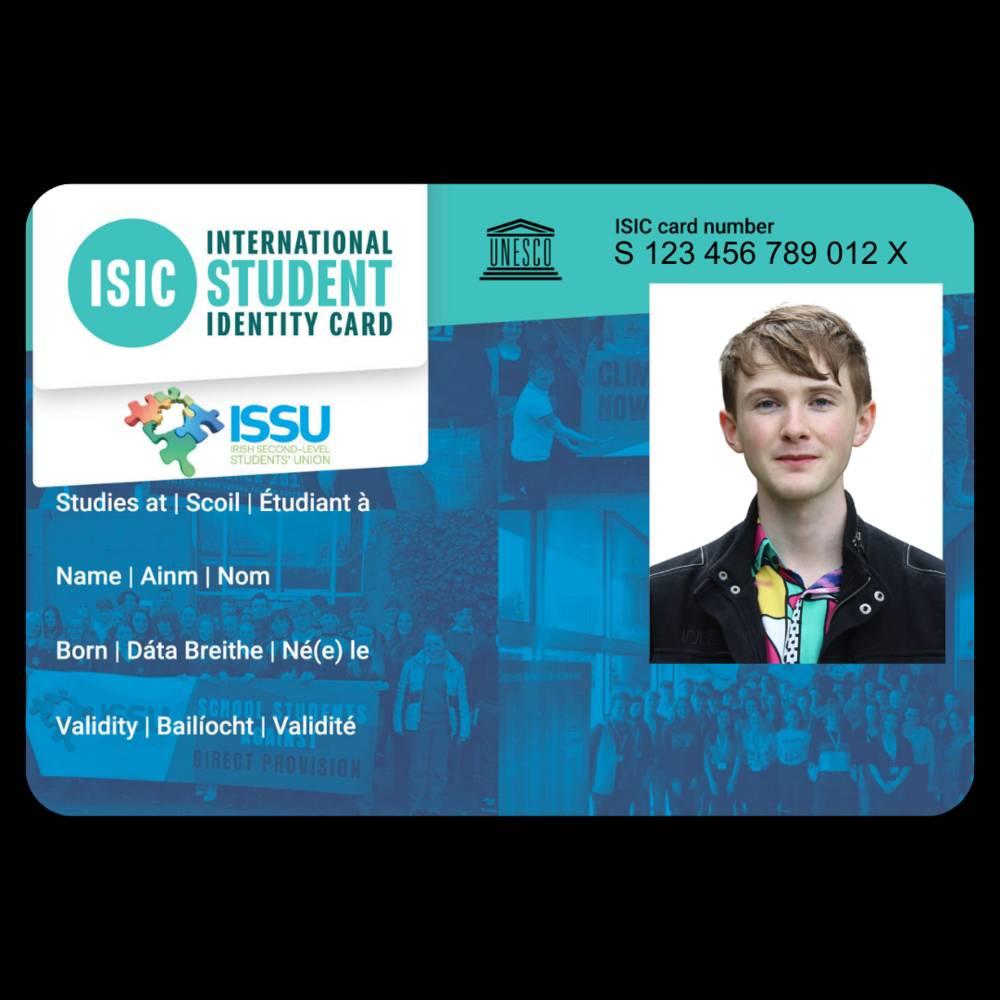 ISIC
INTERNATIONAL
STUDENT
IDENTITY CARD
UNESCO
ISIC card number
S 123 456 789 012 X
ISSU
IRISH SECOND-LEVEL
STUDENTS' UNION
Studies at | Scoil | Étudiant à
Name | Ainm | Nom
Born | Dáta Breithe | Né(e) le
Validity | Bailíocht | Validité
SCHOOL STUDENTS
AGAINST
DIRECT PROVISION
NOW